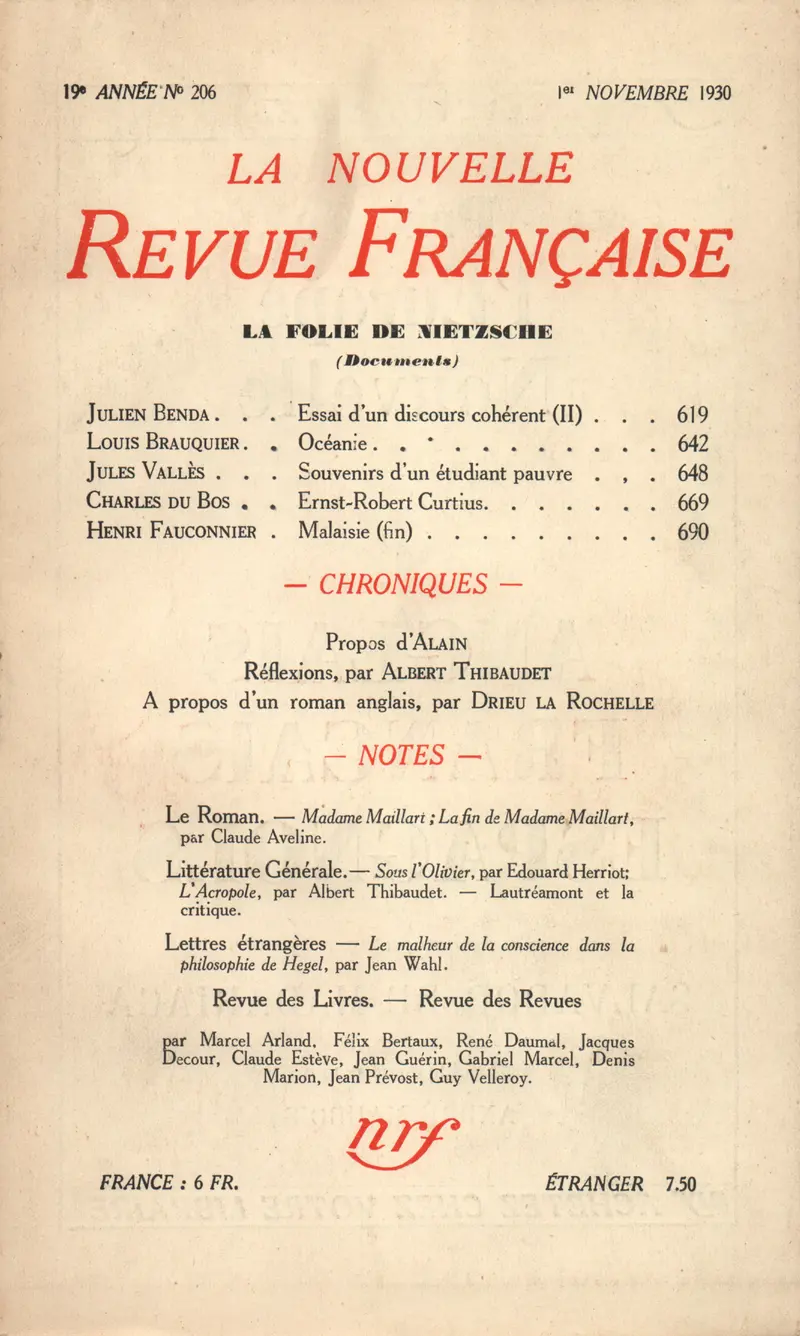 19e ANNÉE No 206
1er NOVEMBRE 1930
LA NOUVELLE
REVUE FRANÇAISE
LA FOLIE DE NIETZSCHE
(Documents)
JULIEN BENDA . . . Essai d'un discours cohérent (II) . . . 619
LOUIS BRAUQUIER . . Océanie . . . . . . . . . . 642
JULES VALLÈS . . . Souvenirs d'un étudiant pauvre . , . 648
CHARLES DU BOS . . Ernst-Robert Curtius. . . . . . . 669
HENRI FAUCONNIER . Malaisie (fin) . . . . . . . . . 690
— CHRONIQUES —
Propos d'ALAIN
Réflexions, par ALBERT THIBAUDET
A propos d'un roman anglais, par DRIEU LA ROCHELLE
— NOTES —
Le Roman. — Madame Maillart ; La fin de Madame Maillart,
par Claude Aveline.
Littérature Générale. — Sous l'Olivier, par Edouard Herriot;
L'Acropole, par Albert Thibaudet. — Lautréamont et la
critique.
Lettres étrangères — Le malheur de la conscience dans la
philosophie de Hegel, par Jean Wahl.
Revue des Livres. — Revue des Revues
par Marcel Arland, Félix Bertaux, René Daumal, Jacques
Decour, Claude Estève, Jean Guérin, Gabriel Marcel, Denis
Marion, Jean Prévost, Guy Velleroy.
nrf
FRANCE : 6 FR.
ÉTRANGER 7.50